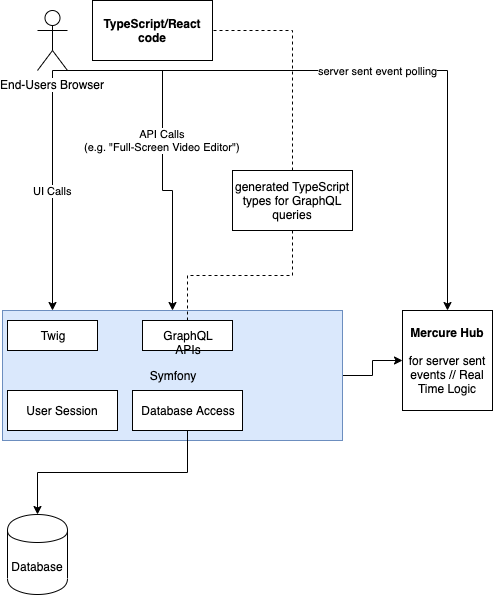 TypeScript/React
code
End-Users Browser
server sent event polling
API Calls
(e.g. "Full-Screen Video Editor")
UI Calls
generated TypeScript
types for GraphQL
queries
Twig
GraphQL
APIs
Symfony
User Session
Database Access
Mercure Hub
for server sent
events // Real
Time Logic
Database